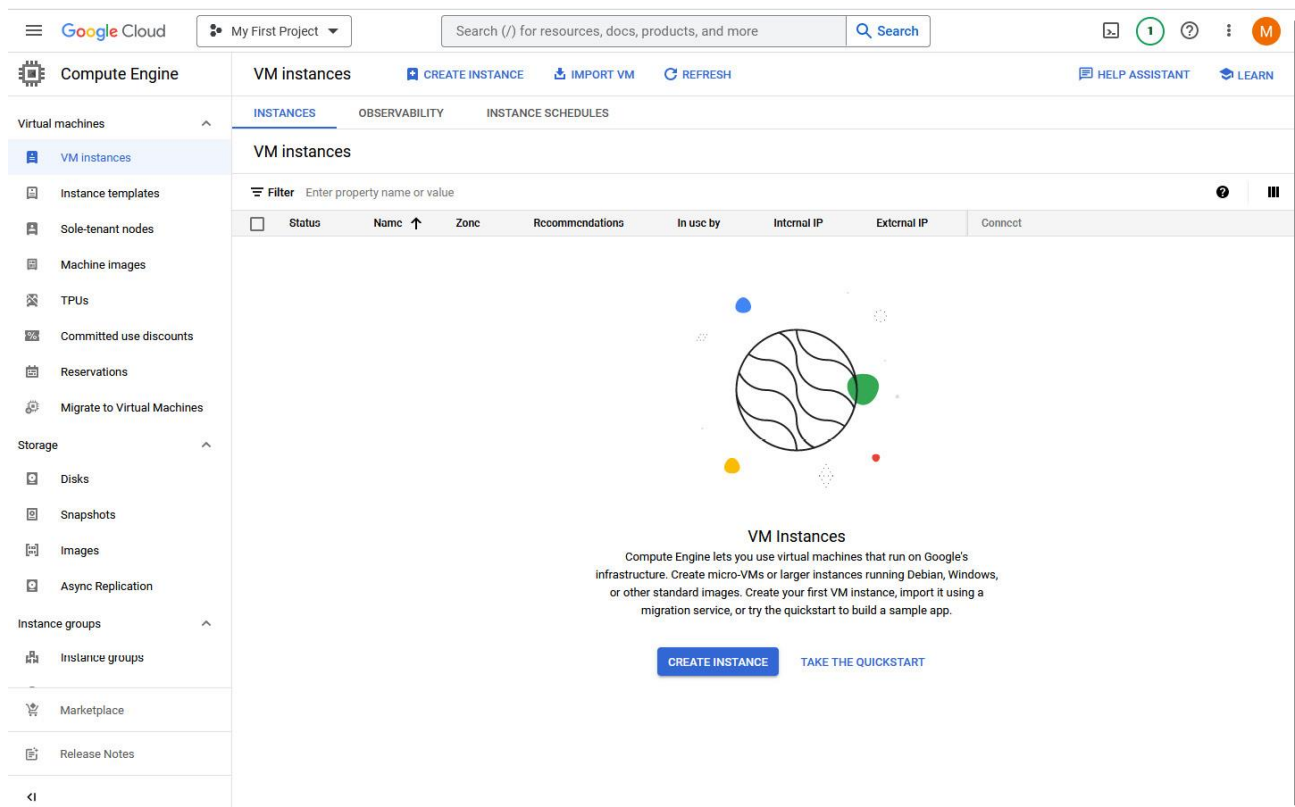 Google Cloud My First Project Search (/) for resources, docs, products, and more Search 1 M
Compute Engine
VM instances CREATE INSTANCE IMPORT VM REFRESH HELP ASSISTANT LEARN
Virtual machines
VM instances
Instance templates
Sole-tenant nodes
Machine images
TPUs
Committed use discounts
Reservations
Migrate to Virtual Machines
Storage
Disks
Snapshots
Images
Async Replication
Instance groups
Instance groups
Marketplace
Release Notes
INSTANCES OBSERVABILITY INSTANCE SCHEDULES
VM instances
Filter Enter property name or value
Status Name Zone Recommendations In use by Internal IP External IP Connect
VM Instances
Compute Engine lets you use virtual machines that run on Google's
infrastructure. Create micro-VMs or larger instances running Debian, Windows,
or other standard images. Create your first VM instance, import it using a
migration service, or try the quickstart to build a sample app.
CREATE INSTANCE TAKE THE QUICKSTART